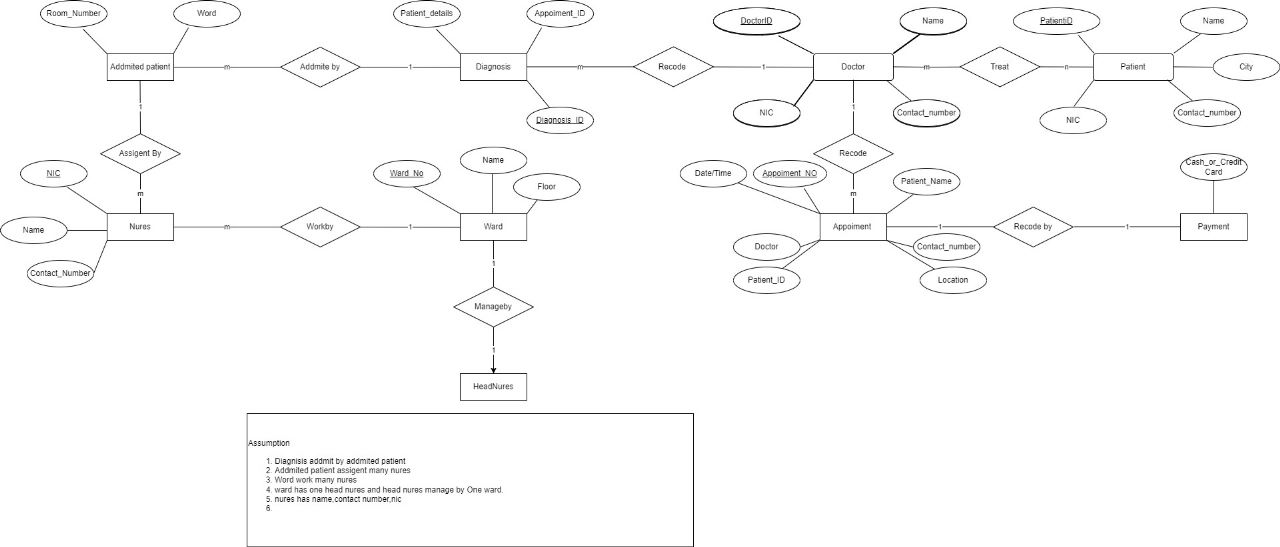 Room_Number
Word
Patient_details
Appoiment_ID
DoctorID
Name
PatientiD
Name
Addmited patient
m
Addmite by
1
Diagnosis
m
Recode
1
Doctor
m
Treat
n
Patient
City
1
Diagnosis_ID
NIC
1
Contact_number
NIC
Contact_number
Assigent By
Recode
NIC
m
Ward_No
Name
Floor
Date/Time
Appoiment_NO
m
Patient_Name
Cash_or_Credit
Card
Name
Nures
m
Workby
1
Ward
Appoiment
1
Recode by
1
Payment
Contact_Number
1
Doctor
Contact_number
Patient_ID
Location
Manageby
1
HeadNures
Assumption
1. Diagnisis addmit by addmited patient
2. Addmited patient assigent many nures
3. Word work many nures
4. ward has one head nures and head nures manage by One ward.
5. nures has name,contact number,nic
6.